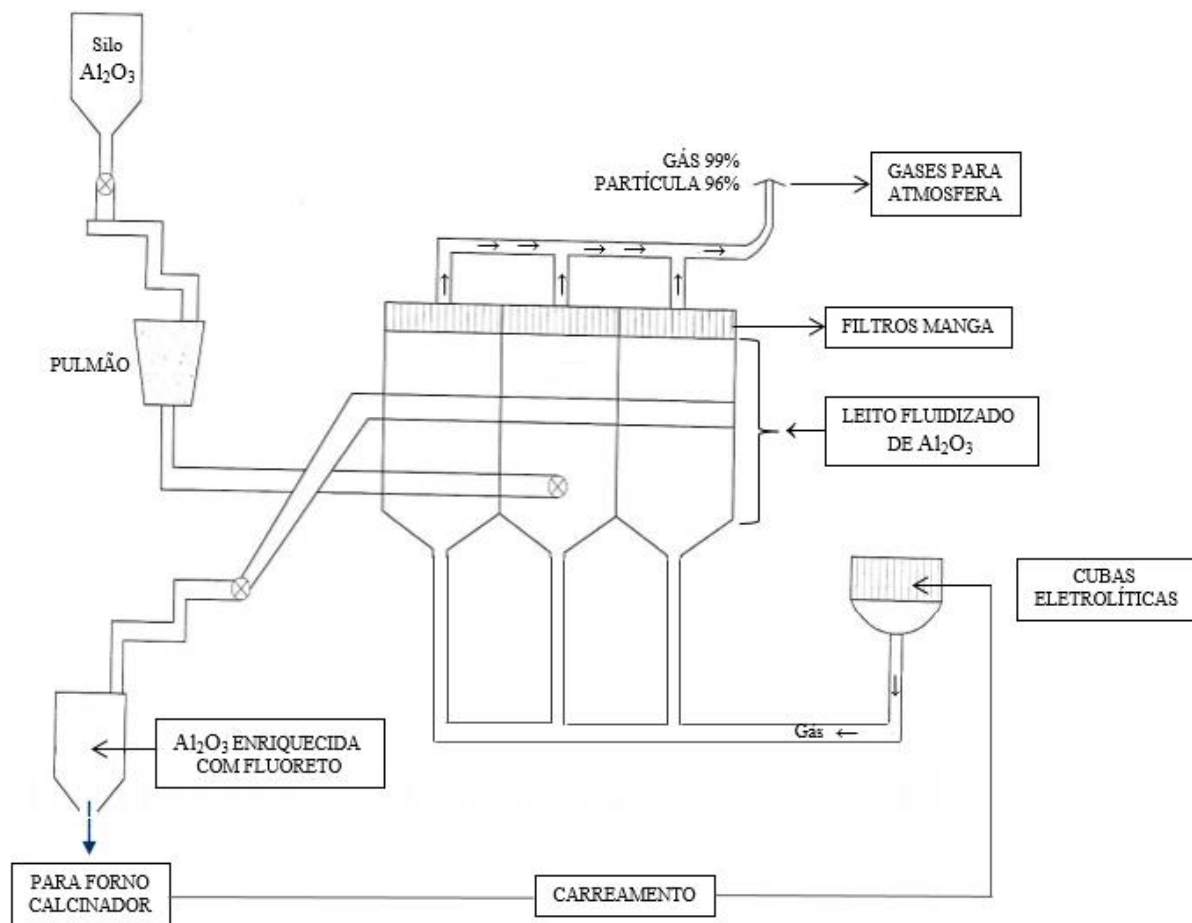 Silo
Al₂O₃
GÁS 99%
PARTÍCULA 96%
GASES PARA
ATMOSFERA
PULMÃO
FILTROS MANGA
LEITO FLUIDIZADO
DE Al₂O₃
CUBAS
ELETROLÍTICAS
Gás
Al₂O₃ ENRIQUECIDA
COM FLUORETO
PARA FORNO
CALCINADOR
CARREAMENTO